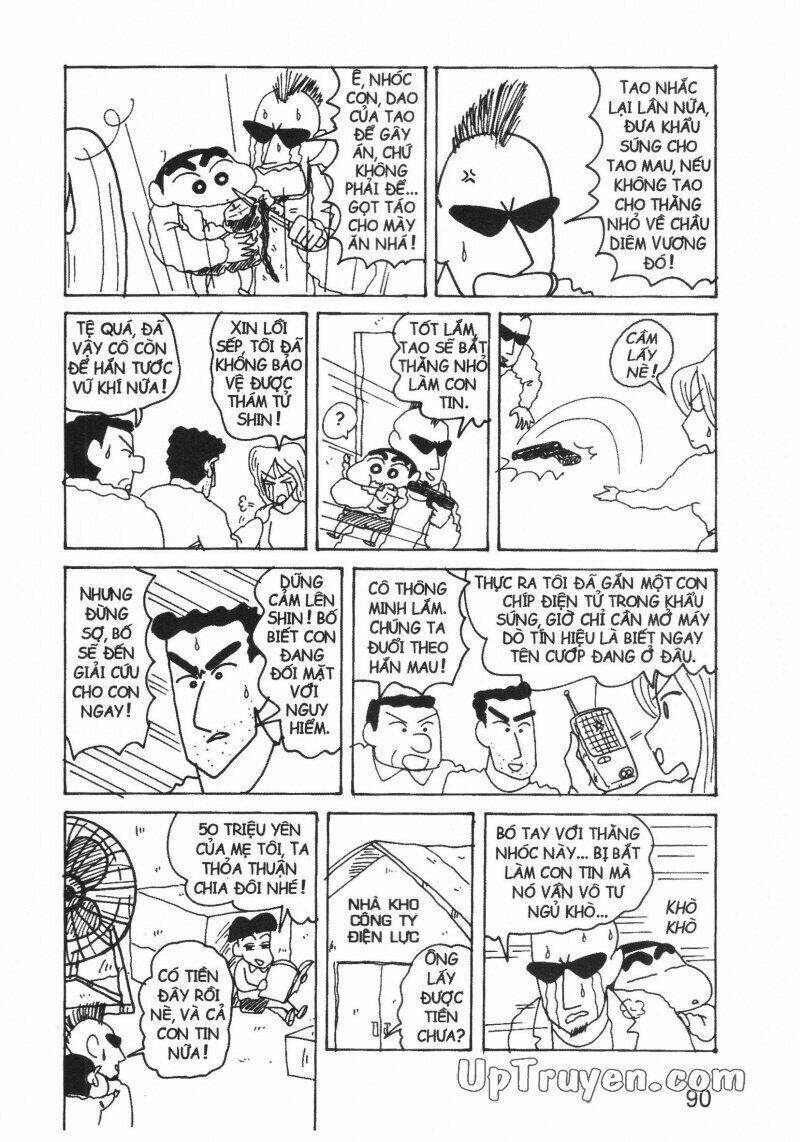 TAO NHẮC
LẠI LẦN NỮA,
ĐƯA KHẨU
SÚNG CHO
TAO MAU, NẾU
KHÔNG TAO
CHO THẰNG
NHỎ VỀ CHẦU
DIÊM VƯƠNG
ĐÓ!
Ê, NHÓC
CON, DAO
CỦA TAO
ĐỂ GÂY
ÁN, CHỨ
KHÔNG
PHẢI ĐỂ...
GỌT TÁO
CHO MÀY
ĂN NHÁ!
CẦM
LẤY
NÈ!
TỐT LẮM,
TAO SẼ BẮT
THẰNG NHỎ
LÀM CON
TIN.
?
XIN LỖI
SẾP, TÔI ĐÃ
KHÔNG BẢO
VỆ ĐƯỢC
THÁM TỬ
SHIN!
TỆ QUÁ, ĐÃ
VẬY CÔ CÒN
ĐỂ HẮN TƯỚC
VŨ KHÍ NỮA!
THỰC RA TÔI ĐÃ GẮN MỘT CON
CHÍP ĐIỆN TỬ TRONG KHẨU
SÚNG, GIỜ CHỈ CẦN MỞ MÁY
DÒ TÍN HIỆU LÀ BIẾT NGAY
TÊN CƯỚP ĐANG Ở ĐÂU.
CÔ THÔNG
MINH LẮM.
CHÚNG TA
ĐUỔI THEO
HẮN MAU!
DŨNG
CẢM LÊN
SHIN! BỐ
BIẾT CON
ĐANG
ĐỐI MẶT
VỚI
NGUY
HIỂM.
NHƯNG
ĐỪNG
SỢ, BỐ
SẼ ĐẾN
GIẢI CỨU
CHO CON
NGAY!
BÓ TAY VỚI THẰNG
NHÓC NÀY... BỊ BẮT
LÀM CON TIN MÀ
NÓ VẪN VÔ TƯ
NGỦ KHÒ...
KHÒ
KHÒ
NHÀ KHO
CÔNG TY
ĐIỆN LỰC
ÔNG
LẤY
ĐƯỢC
TIỀN
CHƯA?
50 TRIỆU YÊN
CỦA MẸ TÔI, TA
THỎA THUẬN
CHIA ĐÔI NHÉ!
CÓ TIỀN
ĐÂY RỒI
NÈ, VÀ CẢ
CON TIN
NỮA!
UpTruyen.com
90